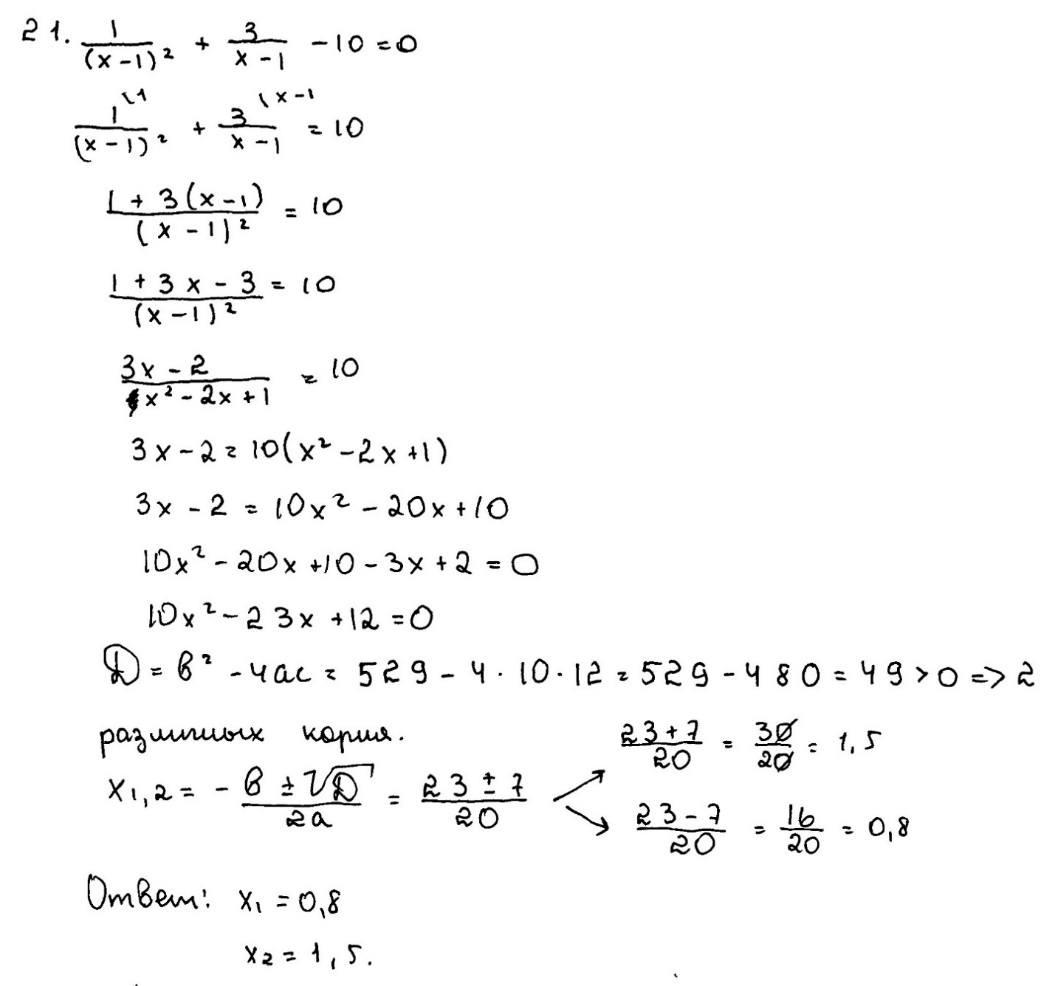 21. 1/(x-1)² + 3/(x-1) - 10 = 0
1\1/(x-1)² + 3\x-1/(x-1) = 10
(1 + 3(x-1))/(x-1)² = 10
(1 + 3x - 3)/(x-1)² = 10
(3x - 2)/(x² - 2x + 1) = 10
3x - 2 = 10(x² - 2x + 1)
3x - 2 = 10x² - 20x + 10
10x² - 20x + 10 - 3x + 2 = 0
10x² - 23x + 12 = 0
D = в² - 4ac = 529 - 4·10·12 = 529 - 480 = 49 > 0 => 2
различных корня.
x₁,₂ = -(в ± √D)/2a = (23 ± 7)/20
(23+7)/20 = 30/20 = 1,5
(23-7)/20 = 16/20 = 0,8
Ответ: x₁ = 0,8
x₂ = 1,5.